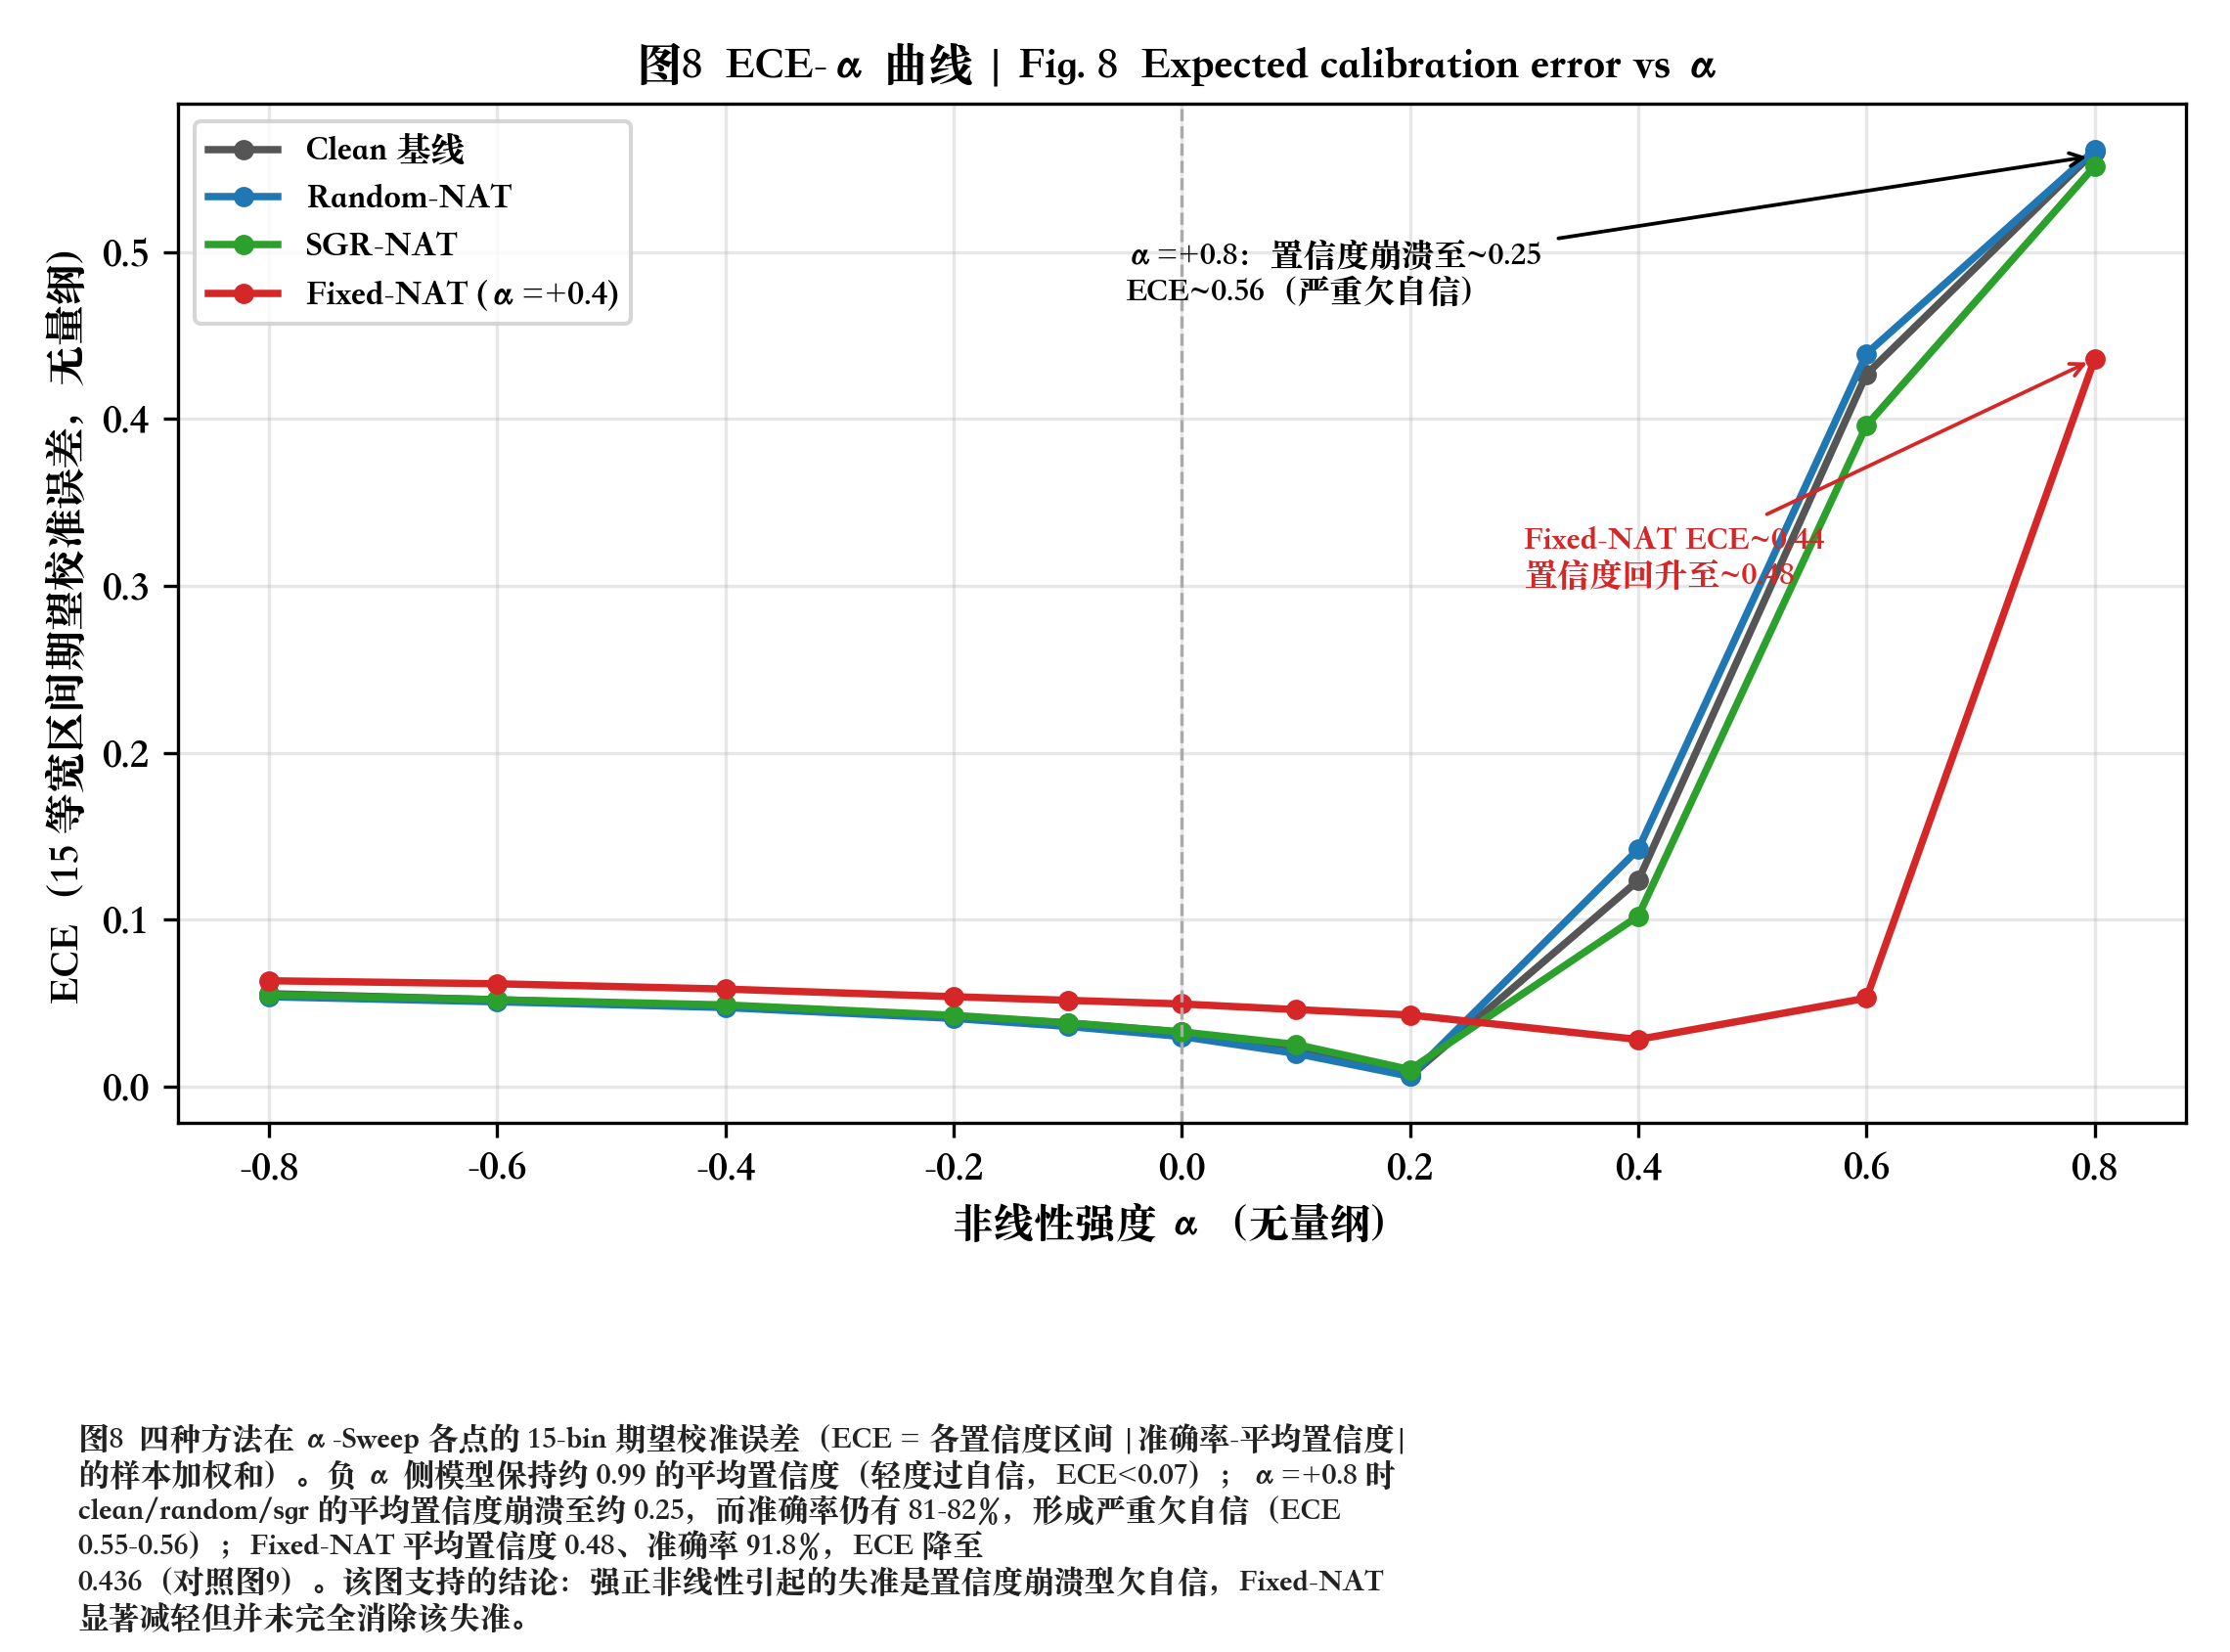 图8 ECE-α 曲线 | Fig. 8 Expected calibration error vs α
Clean 基线
Random-NAT
SGR-NAT
Fixed-NAT (α=+0.4)
α=+0.8：置信度崩溃至~0.25
ECE~0.56（严重欠自信）
Fixed-NAT ECE~0.44
置信度回升至~0.48
ECE（15 等宽区间期望校准误差，无量纲）
0.5
0.4
0.3
0.2
0.1
0.0
-0.8 -0.6 -0.4 -0.2 0.0 0.2 0.4 0.6 0.8
非线性强度 α （无量纲）
图8 四种方法在 α-Sweep 各点的 15-bin 期望校准误差（ECE = 各置信度区间 |准确率-平均置信度|
的样本加权和）。负 α 侧模型保持约 0.99 的平均置信度（轻度过自信，ECE<0.07）；α=+0.8 时
clean/random/sgr 的平均置信度崩溃至约 0.25，而准确率仍有 81-82%，形成严重欠自信（ECE
0.55-0.56）；Fixed-NAT 平均置信度 0.48、准确率 91.8%，ECE 降至
0.436（对照图9）。该图支持的结论：强正非线性引起的失准是置信度崩溃型欠自信，Fixed-NAT
显著减轻但并未完全消除该失准。